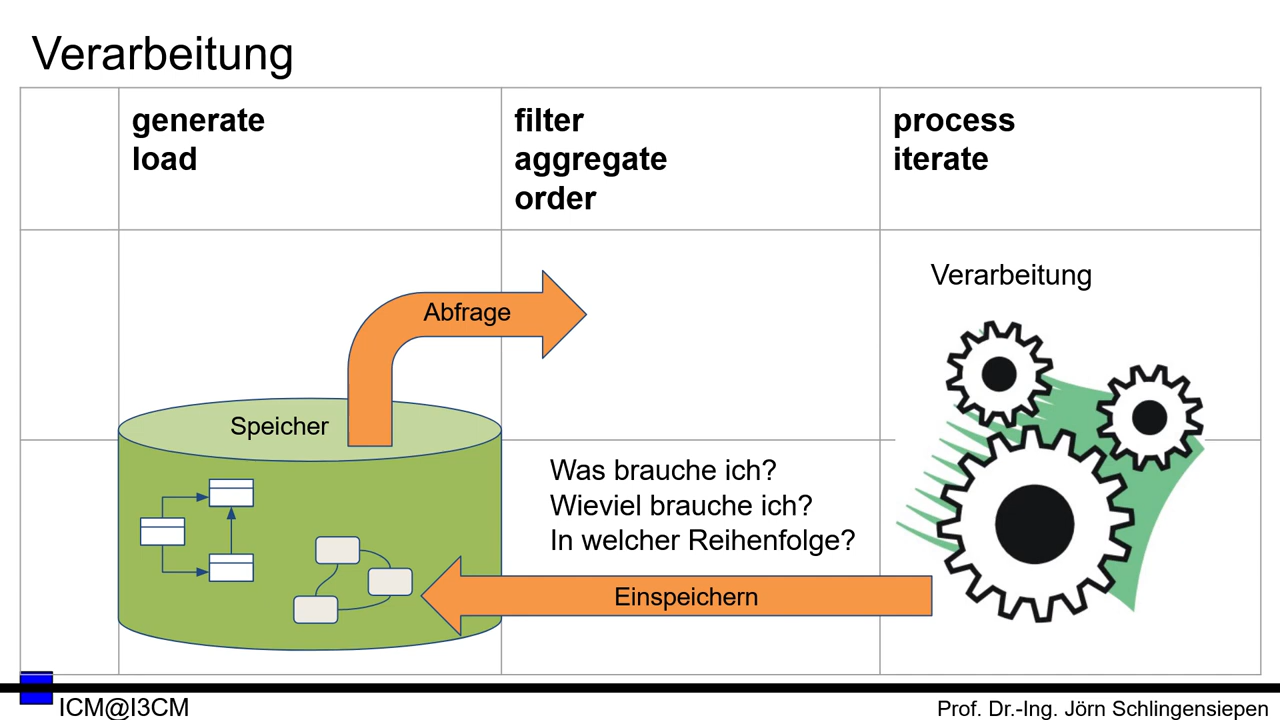 Verarbeitung
generate
load
filter
aggregate
order
process
iterate
Verarbeitung
Abfrage
Speicher
Was brauche ich?
Wieviel brauche ich?
In welcher Reihenfolge?
Einspeichern
ICM@I3CM
Prof. Dr.-Ing. Jörn Schlingensiepen